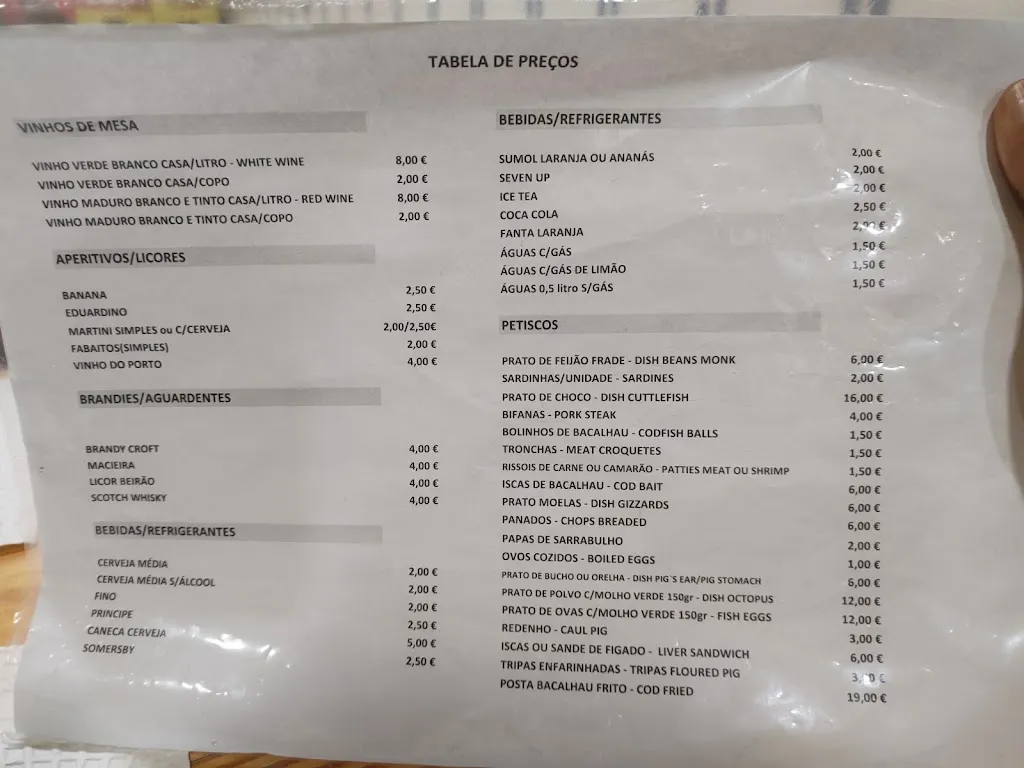 TABELA DE PREÇOS
VINHOS DE MESA
VINHO VERDE BRANCO CASA/LITRO - WHITE WINE 8,00 €
VINHO VERDE BRANCO CASA/COPO 2,00 €
VINHO MADURO BRANCO E TINTO CASA/LITRO - RED WINE 8,00 €
VINHO MADURO BRANCO E TINTO CASA/COPO 2,00 €
APERITIVOS/LICORES
BANANA 2,50 €
EDUARDINO 2,50 €
MARTINI SIMPLES ou C/CERVEJA 2,00/2,50€
FABAITOS(SIMPLES) 2,00 €
VINHO DO PORTO 4,00 €
BRANDIES/AGUARDENTES
BRANDY CROFT 4,00 €
MACIEIRA 4,00 €
LICOR BEIRÃO 4,00 €
SCOTCH WHISKY 4,00 €
BEBIDAS/REFRIGERANTES
CERVEJA MÉDIA 2,00 €
CERVEJA MÉDIA S/ÁLCOOL 2,00 €
FINO 2,00 €
PRINCIPE 2,50 €
CANECA CERVEJA 5,00 €
SOMERSBY 2,50 €
BEBIDAS/REFRIGERANTES
SUMOL LARANJA OU ANANÁS 2,00 €
SEVEN UP 2,00 €
ICE TEA 2,00 €
COCA COLA 2,50 €
FANTA LARANJA
ÁGUAS C/GÁS 1,50 €
ÁGUAS C/GÁS DE LIMÃO 1,50 €
ÁGUAS 0,5 litro S/GÁS 1,50 €
PETISCOS
PRATO DE FEIJÃO FRADE - DISH BEANS MONK 6,00 €
SARDINHAS/UNIDADE - SARDINES 2,00 €
PRATO DE CHOCO - DISH CUTTLEFISH 16,00 €
BIFANAS - PORK STEAK 4,00 €
BOLINHOS DE BACALHAU - CODFISH BALLS 1,50 €
TRONCHAS - MEAT CROQUETES 1,50 €
RISSOIS DE CARNE OU CAMARÃO - PATTIES MEAT OU SHRIMP 1,50 €
ISCAS DE BACALHAU - COD BAIT 6,00 €
PRATO MOELAS - DISH GIZZARDS 6,00 €
PANADOS - CHOPS BREADED 6,00 €
PAPAS DE SARRABULHO 2,00 €
OVOS COZIDOS - BOILED EGGS 1,00 €
PRATO DE BUCHO OU ORELHA - DISH PIG´S EAR/PIG STOMACH 6,00 €
PRATO DE POLVO C/MOLHO VERDE 150gr - DISH OCTOPUS 12,00 €
PRATO DE OVAS C/MOLHO VERDE 150gr - FISH EGGS 12,00 €
REDENHO - CAUL PIG 3,00 €
ISCAS OU SANDE DE FIGADO - LIVER SANDWICH 6,00 €
TRIPAS ENFARINHADAS - TRIPAS FLOURED PIG
POSTA BACALHAU FRITO - COD FRIED 19,00 €